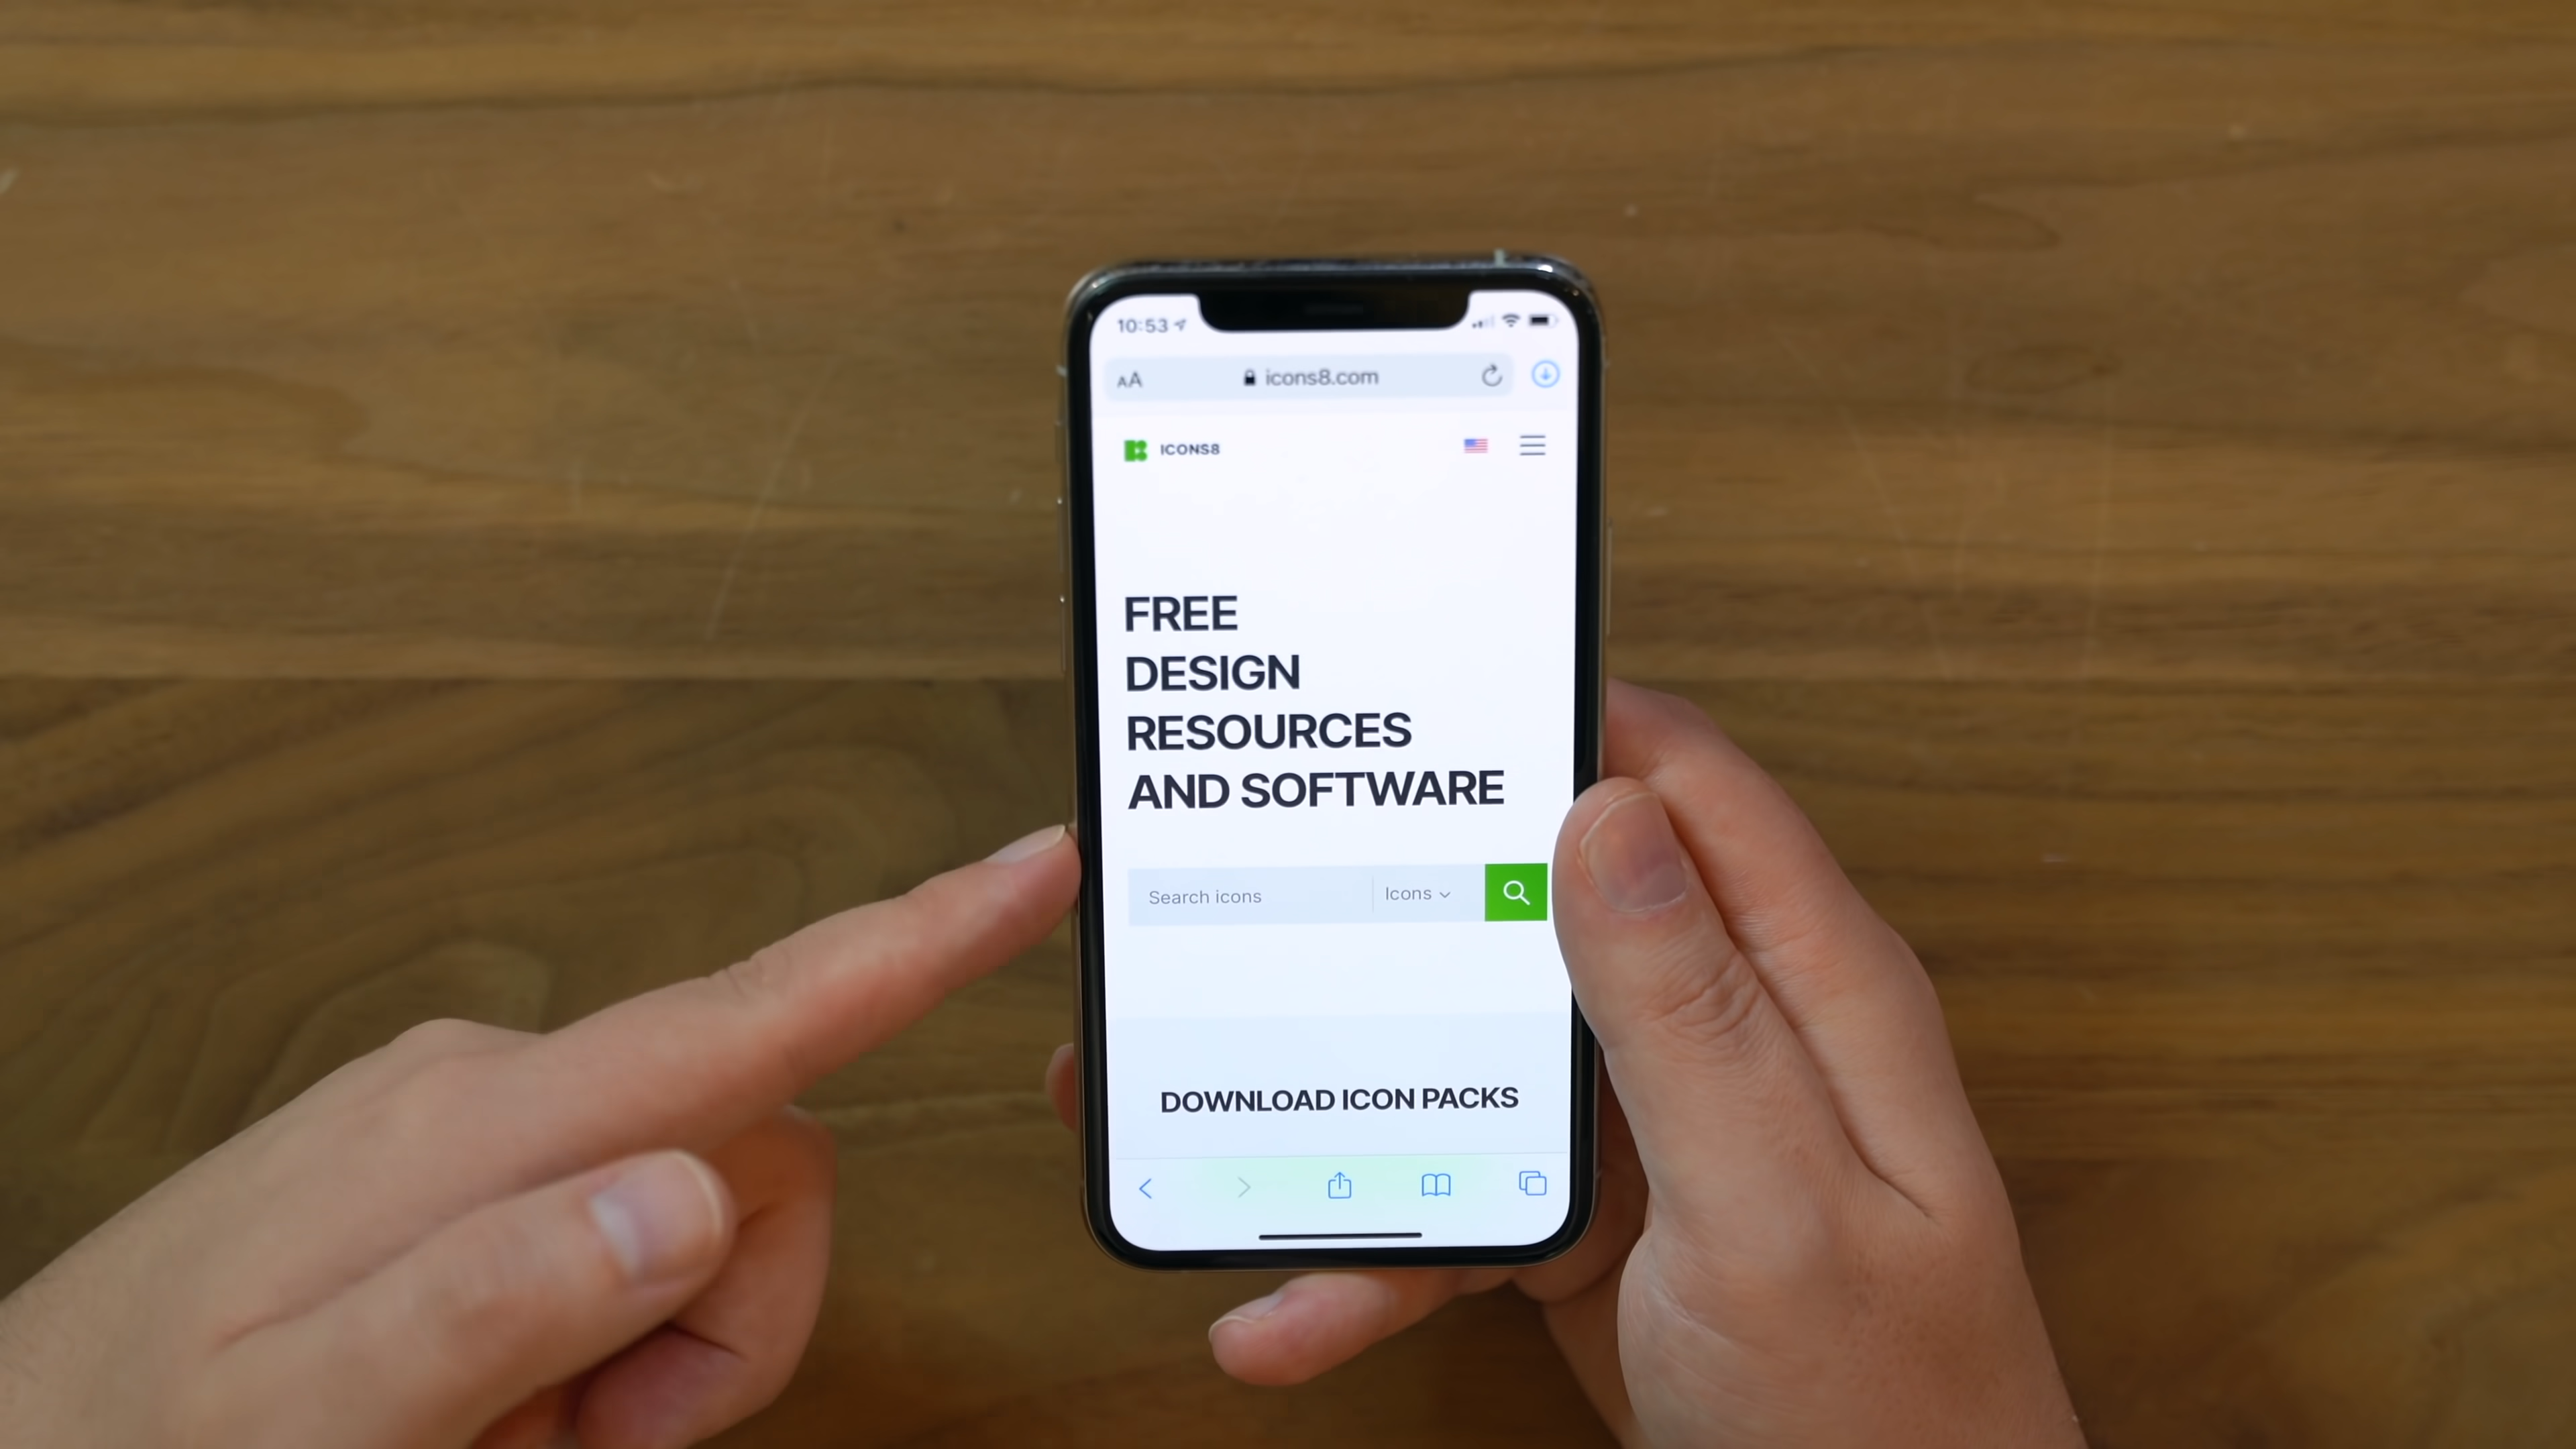 10:53
AA icons8.com
ICONS8
FREE
DESIGN
RESOURCES
AND SOFTWARE
Search icons Icons
DOWNLOAD ICON PACKS